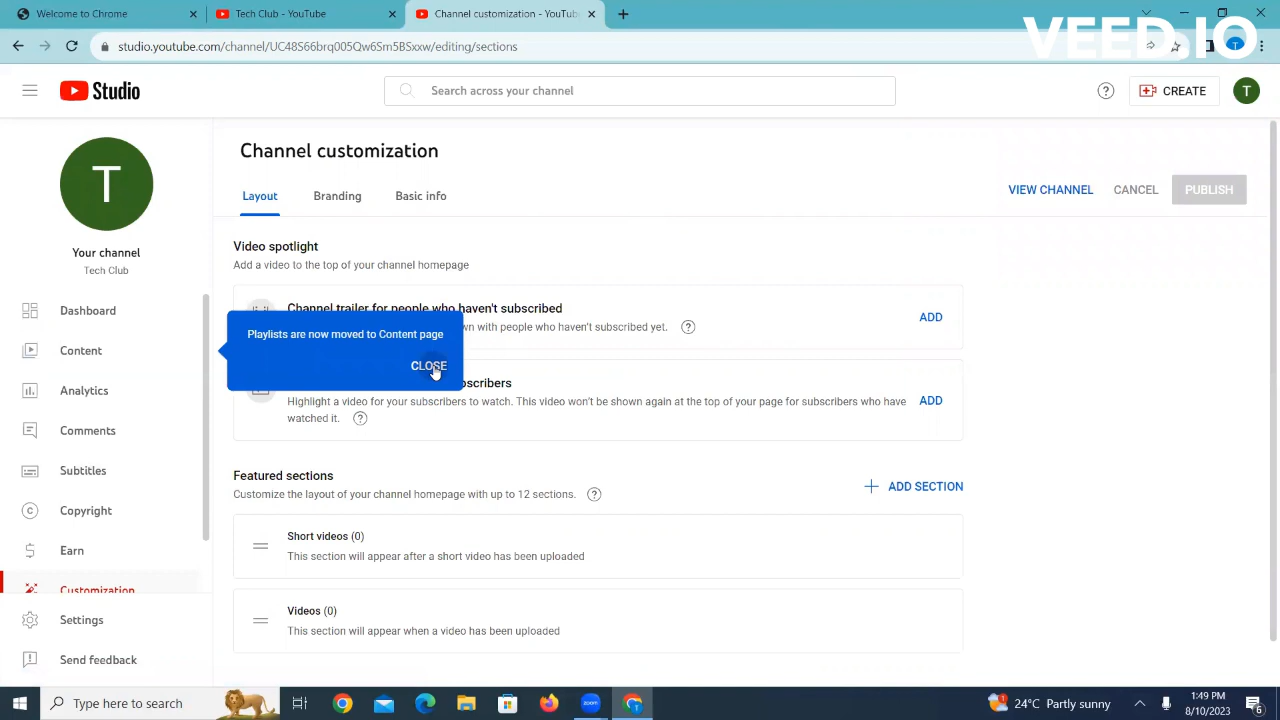 Welcome
Tech Club - YouTube
Channel customization - YouTub
studio.youtube.com/channel/UC48S66brq005Qw6Sm5BSxxw/editing/sections
VEED.IO
Studio
Search across your channel
CREATE
T
T
Your channel
Tech Club
Dashboard
Content
Analytics
Comments
Subtitles
Copyright
Earn
Customization
Settings
Send feedback
Channel customization
Layout
Branding
Basic info
VIEW CHANNEL
CANCEL
PUBLISH
Video spotlight
Add a video to the top of your channel homepage
Channel trailer for people who haven't subscribed
wn with people who haven't subscribed yet.
ADD
Playlists are now moved to Content page
CLOSE
bscribers
Highlight a video for your subscribers to watch. This video won't be shown again at the top of your page for subscribers who have
watched it.
ADD
Featured sections
Customize the layout of your channel homepage with up to 12 sections.
ADD SECTION
Short videos (0)
This section will appear after a short video has been uploaded
Videos (0)
This section will appear when a video has been uploaded
Type here to search
zoom
24°C Partly sunny
1:49 PM
8/10/2023
6